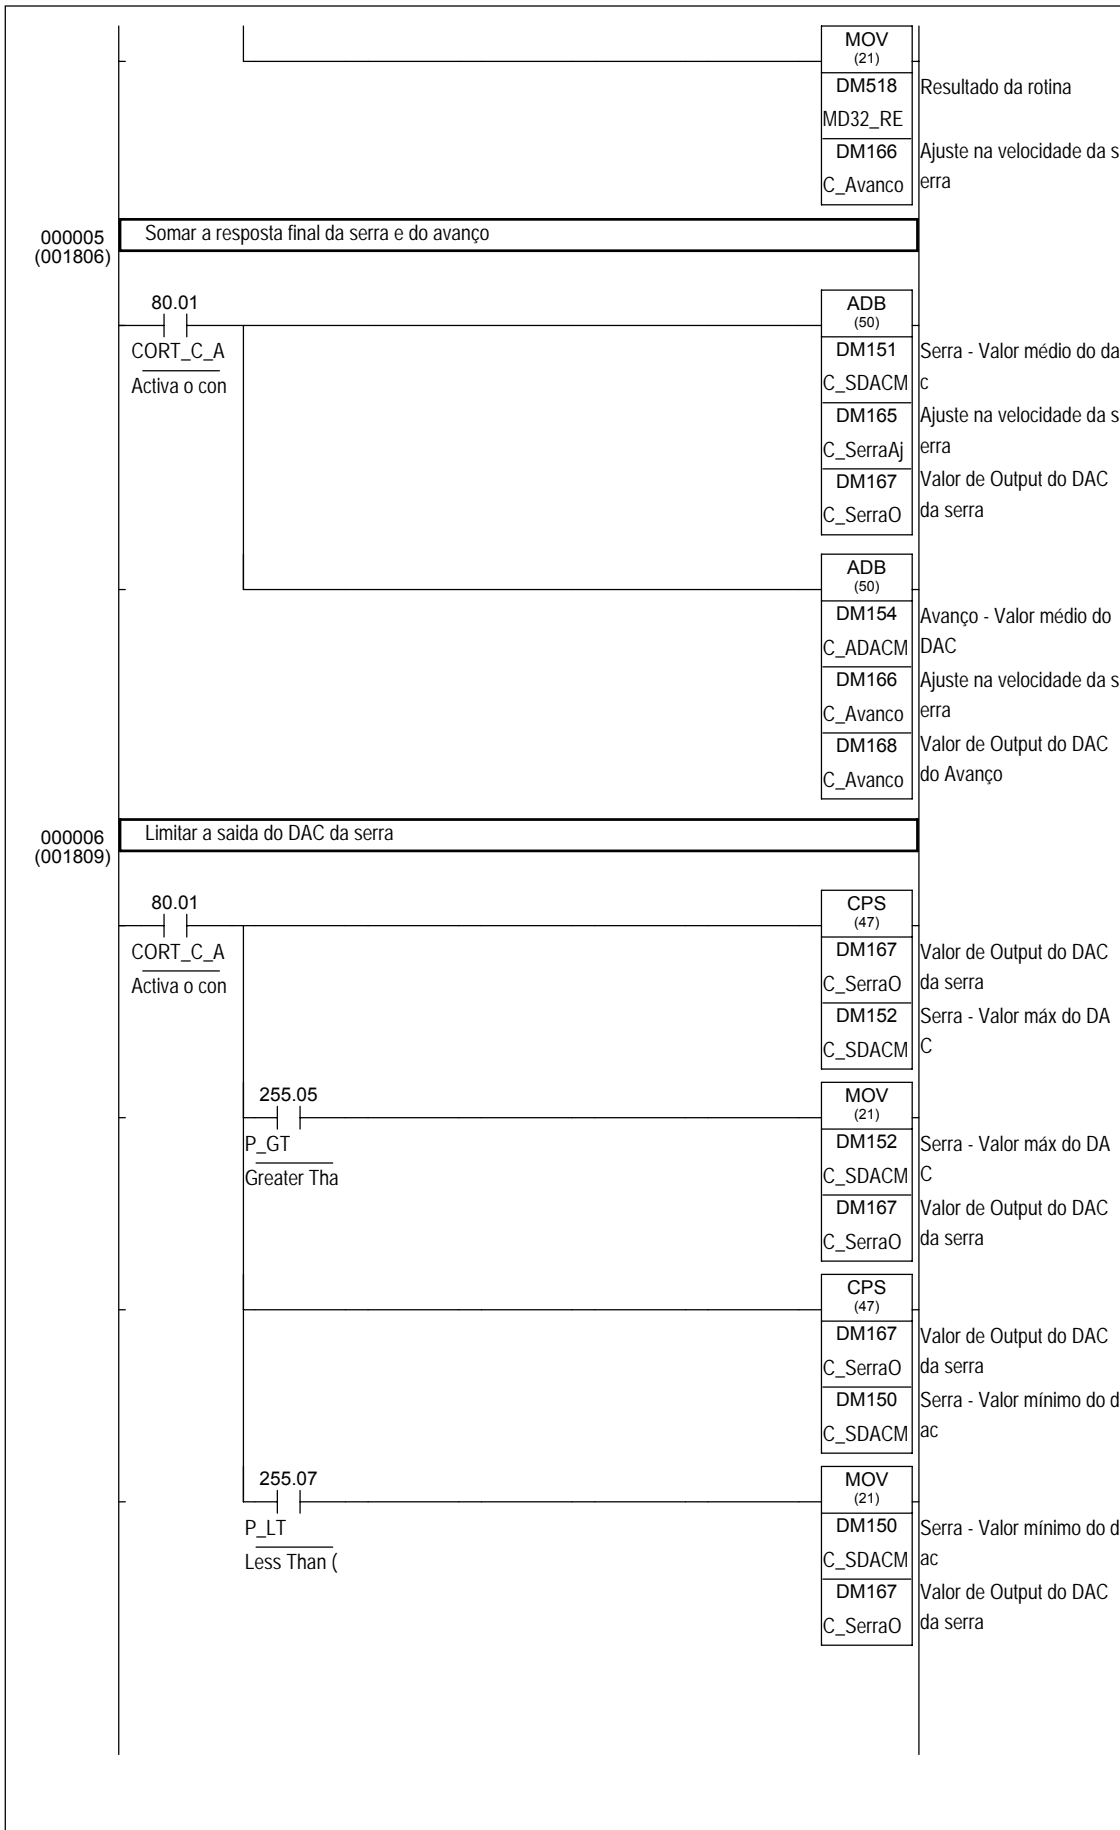 MOV
(21)
DM518
Resultado da rotina
MD32_RE
DM166
Ajuste na velocidade da s
C_Avanco
erra
000005
(001806)
Somar a resposta final da serra e do avanço
80.01
CORT_C_A
Activa o con
ADB
(50)
DM151
Serra - Valor médio do da
C_SDACM
c
DM165
Ajuste na velocidade da s
C_SerraAj
erra
DM167
Valor de Output do DAC
C_SerraO
da serra
ADB
(50)
DM154
Avanço - Valor médio do
C_ADACM
DAC
DM166
Ajuste na velocidade da s
C_Avanco
erra
DM168
Valor de Output do DAC
C_Avanco
do Avanço
000006
(001809)
Limitar a saida do DAC da serra
80.01
CORT_C_A
Activa o con
CPS
(47)
DM167
Valor de Output do DAC
C_SerraO
da serra
DM152
Serra - Valor máx do DA
C_SDACM
C
255.05
P_GT
Greater Tha
MOV
(21)
DM152
Serra - Valor máx do DA
C_SDACM
C
DM167
Valor de Output do DAC
C_SerraO
da serra
CPS
(47)
DM167
Valor de Output do DAC
C_SerraO
da serra
DM150
Serra - Valor mínimo do d
C_SDACM
ac
255.07
P_LT
Less Than (
MOV
(21)
DM150
Serra - Valor mínimo do d
C_SDACM
ac
DM167
Valor de Output do DAC
C_SerraO
da serra